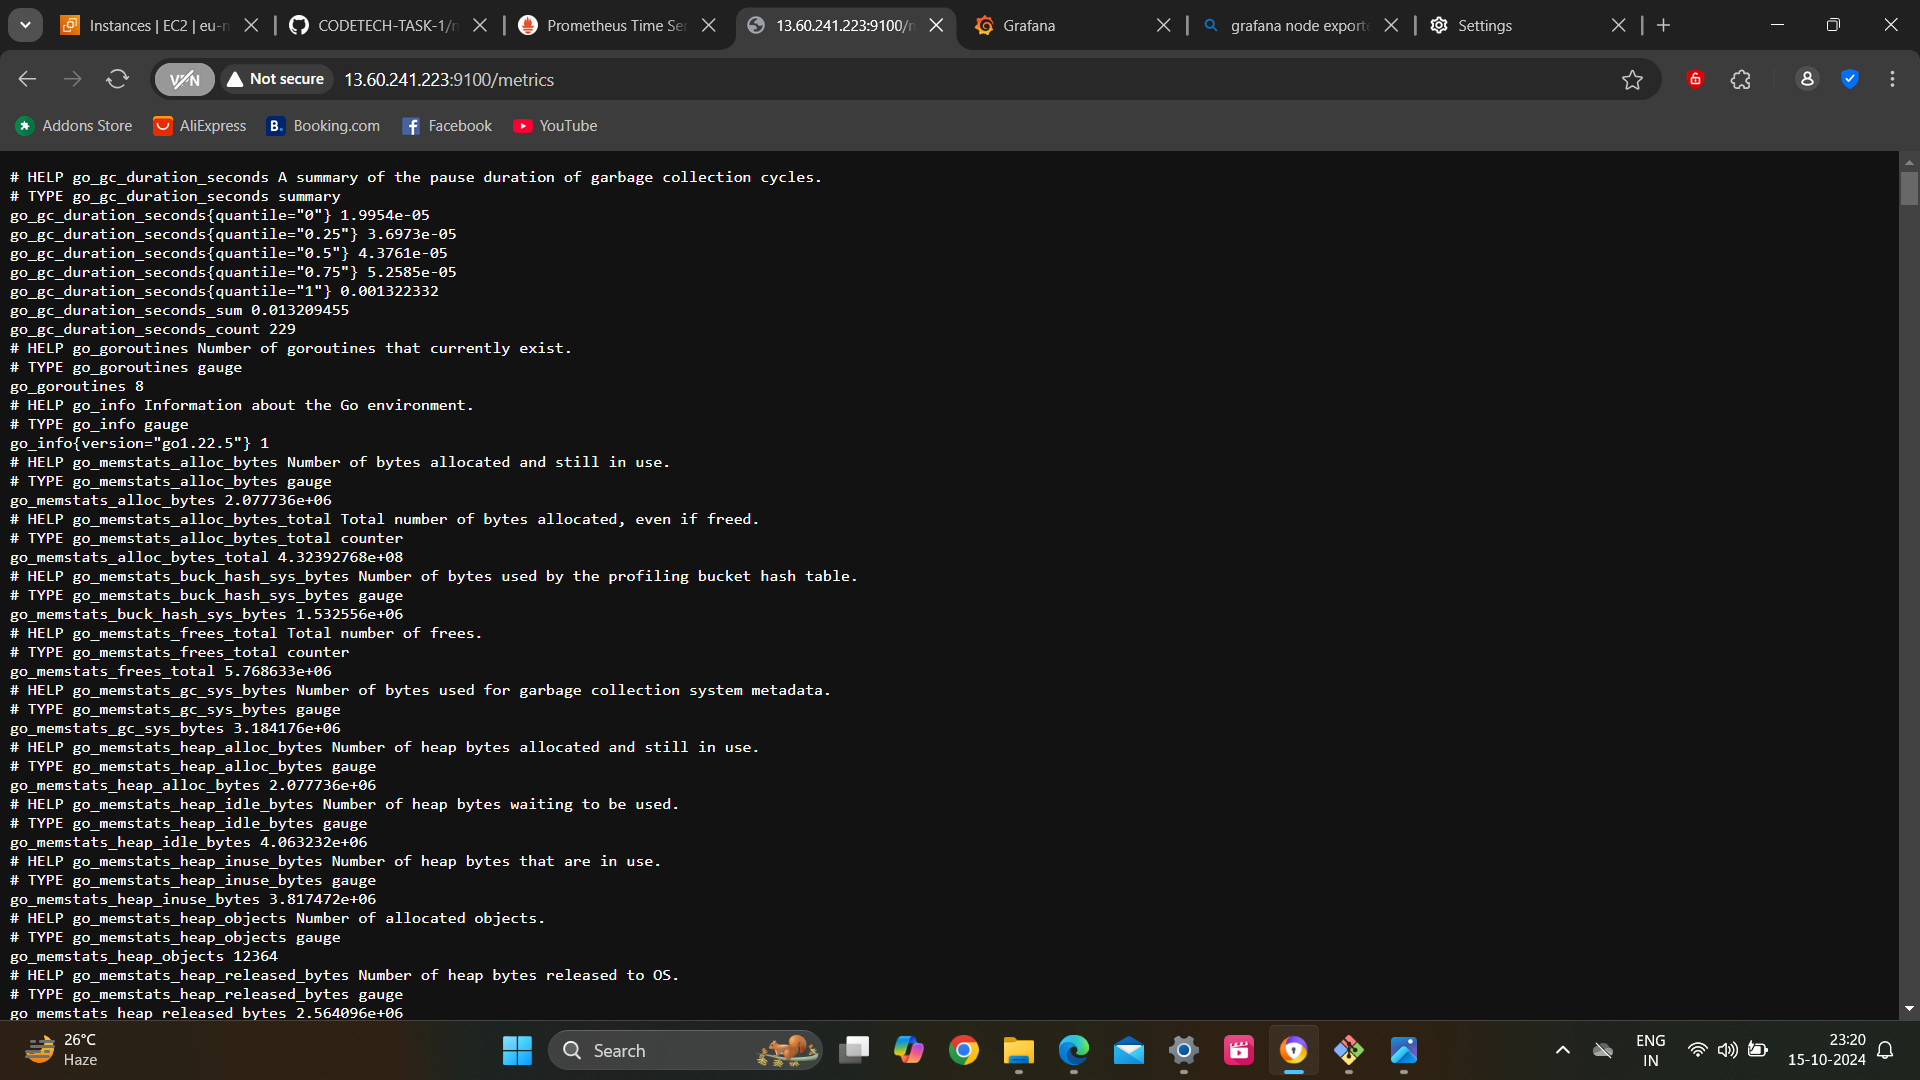 Instances | EC2 | eu-n
CODETECH-TASK-1/n
Prometheus Time Se
13.60.241.223:9100/n
Grafana
grafana node exporte
Settings
VPN
Not secure
13.60.241.223:9100/metrics
Addons Store
AliExpress
B.
Booking.com
Facebook
YouTube
# HELP go_gc_duration_seconds A summary of the pause duration of garbage collection cycles.
# TYPE go_gc_duration_seconds summary
go_gc_duration_seconds{quantile="0"} 1.9954e-05
go_gc_duration_seconds{quantile="0.25"} 3.6973e-05
go_gc_duration_seconds{quantile="0.5"} 4.3761e-05
go_gc_duration_seconds{quantile="0.75"} 5.2585e-05
go_gc_duration_seconds{quantile="1"} 0.001322332
go_gc_duration_seconds_sum 0.013209455
go_gc_duration_seconds_count 229
# HELP go_goroutines Number of goroutines that currently exist.
# TYPE go_goroutines gauge
go_goroutines 8
# HELP go_info Information about the Go environment.
# TYPE go_info gauge
go_info{version="go1.22.5"} 1
# HELP go_memstats_alloc_bytes Number of bytes allocated and still in use.
# TYPE go_memstats_alloc_bytes gauge
go_memstats_alloc_bytes 2.077736e+06
# HELP go_memstats_alloc_bytes_total Total number of bytes allocated, even if freed.
# TYPE go_memstats_alloc_bytes_total counter
go_memstats_alloc_bytes_total 4.32392768e+08
# HELP go_memstats_buck_hash_sys_bytes Number of bytes used by the profiling bucket hash table.
# TYPE go_memstats_buck_hash_sys_bytes gauge
go_memstats_buck_hash_sys_bytes 1.532556e+06
# HELP go_memstats_frees_total Total number of frees.
# TYPE go_memstats_frees_total counter
go_memstats_frees_total 5.768633e+06
# HELP go_memstats_gc_sys_bytes Number of bytes used for garbage collection system metadata.
# TYPE go_memstats_gc_sys_bytes gauge
go_memstats_gc_sys_bytes 3.184176e+06
# HELP go_memstats_heap_alloc_bytes Number of heap bytes allocated and still in use.
# TYPE go_memstats_heap_alloc_bytes gauge
go_memstats_heap_alloc_bytes 2.077736e+06
# HELP go_memstats_heap_idle_bytes Number of heap bytes waiting to be used.
# TYPE go_memstats_heap_idle_bytes gauge
go_memstats_heap_idle_bytes 4.063232e+06
# HELP go_memstats_heap_inuse_bytes Number of heap bytes that are in use.
# TYPE go_memstats_heap_inuse_bytes gauge
go_memstats_heap_inuse_bytes 3.817472e+06
# HELP go_memstats_heap_objects Number of allocated objects.
# TYPE go_memstats_heap_objects gauge
go_memstats_heap_objects 12364
# HELP go_memstats_heap_released_bytes Number of heap bytes released to OS.
# TYPE go_memstats_heap_released_bytes gauge
go_memstats_heap_released_bytes 2.564096e+06
26°C
Haze
Search
ENG
IN
23:20
15-10-2024